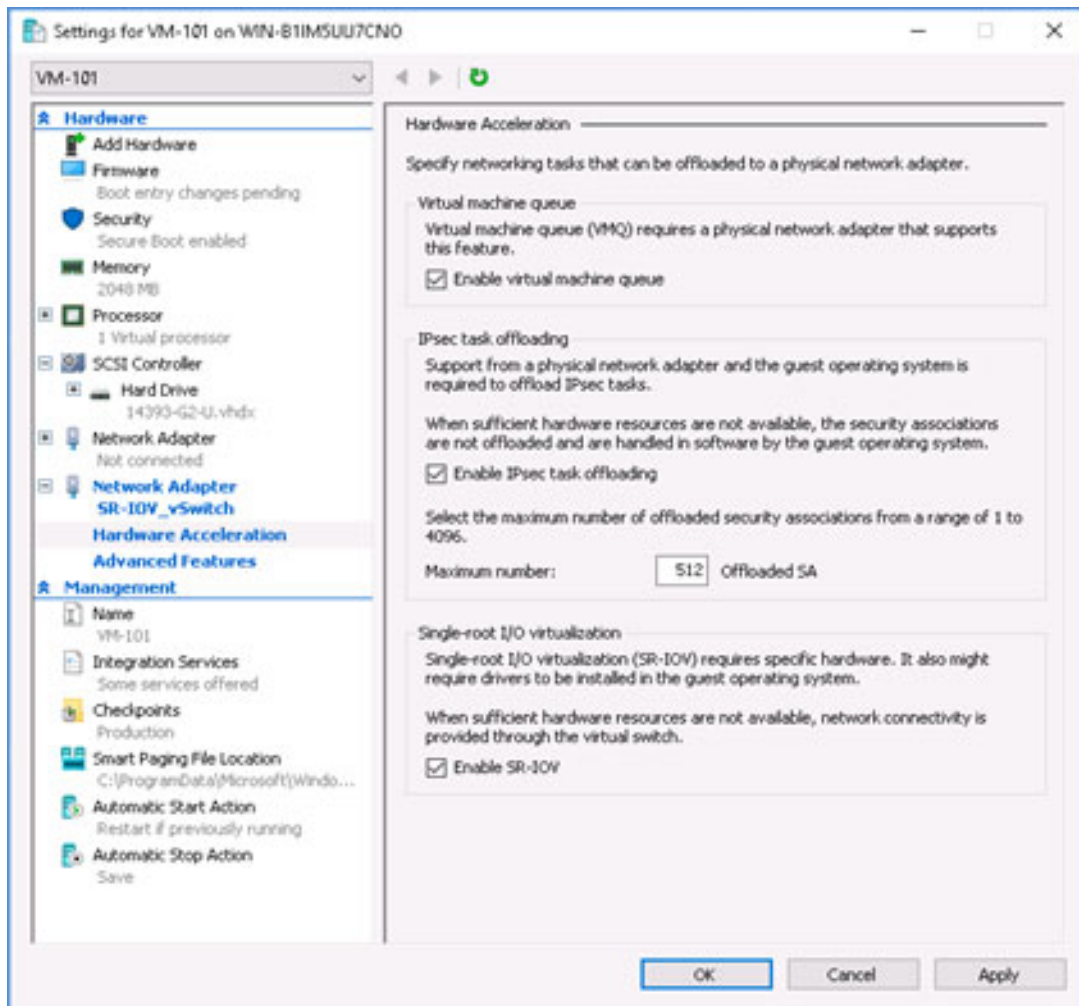 Settings for VM-101 on WIN-B1IM5UU7CNO
VM-101
Hardware
Add Hardware
Firmware
Boot entry changes pending
Security
Secure Boot enabled
Memory
2048 MB
Processor
1 Virtual processor
SCSI Controller
Hard Drive
14393-G2-U.vhdx
Network Adapter
Not connected
Network Adapter
SR-IOV_vSwitch
Hardware Acceleration
Advanced Features
Management
Name
VM-101
Integration Services
Some services offered
Checkpoints
Production
Smart Paging File Location
C:\ProgramData\Microsoft\Windo...
Automatic Start Action
Restart if previously running
Automatic Stop Action
Save
Hardware Acceleration
Specify networking tasks that can be offloaded to a physical network adapter.
Virtual machine queue
Virtual machine queue (VMQ) requires a physical network adapter that supports
this feature.
Enable virtual machine queue
IPsec task offloading
Support from a physical network adapter and the guest operating system is
required to offload IPsec tasks.
When sufficient hardware resources are not available, the security associations
are not offloaded and are handled in software by the guest operating system.
Enable IPsec task offloading
Select the maximum number of offloaded security associations from a range of 1 to
4096.
Maximum number: 512 Offloaded SA
Single-root I/O virtualization
Single-root I/O virtualization (SR-IOV) requires specific hardware. It also might
require drivers to be installed in the guest operating system.
When sufficient hardware resources are not available, network connectivity is
provided through the virtual switch.
Enable SR-IOV
OK Cancel Apply